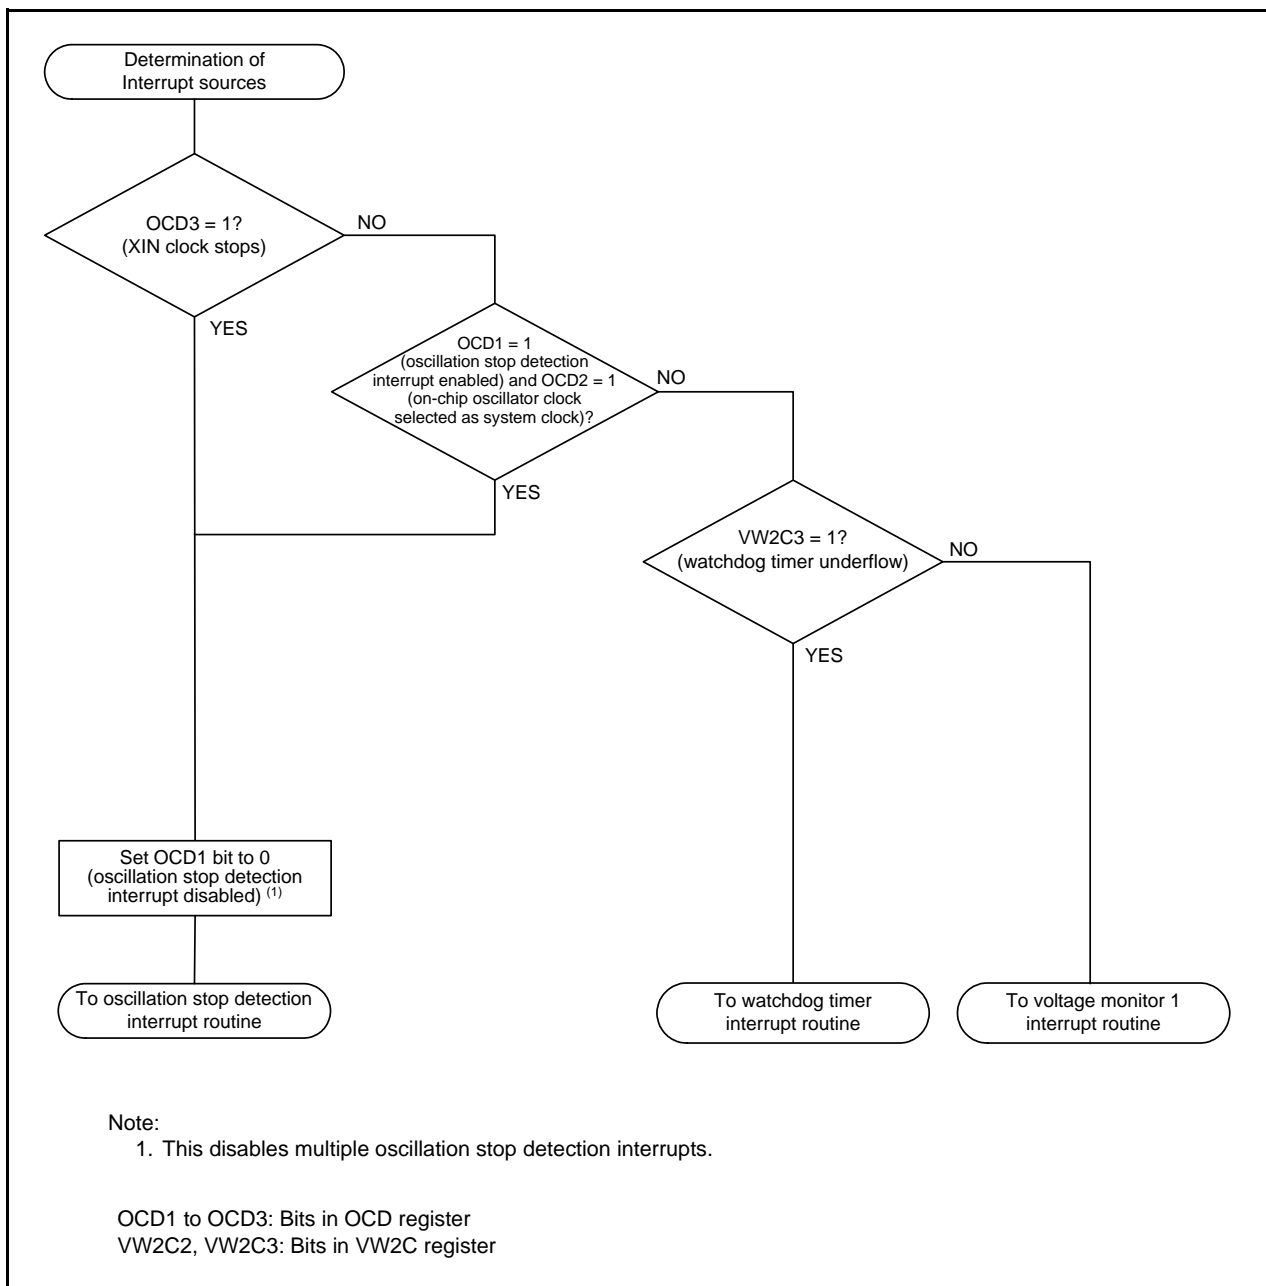 Determination of
Interrupt sources
OCD3 = 1?
(XIN clock stops)
NO
YES
OCD1 = 1
(oscillation stop detection
interrupt enabled) and OCD2 = 1
(on-chip oscillator clock
selected as system clock)?
NO
YES
VW2C3 = 1?
(watchdog timer underflow)
NO
YES
Set OCD1 bit to 0
(oscillation stop detection
interrupt disabled) (1)
To oscillation stop detection
interrupt routine
To watchdog timer
interrupt routine
To voltage monitor 1
interrupt routine
Note:
1. This disables multiple oscillation stop detection interrupts.
OCD1 to OCD3: Bits in OCD register
VW2C2, VW2C3: Bits in VW2C register